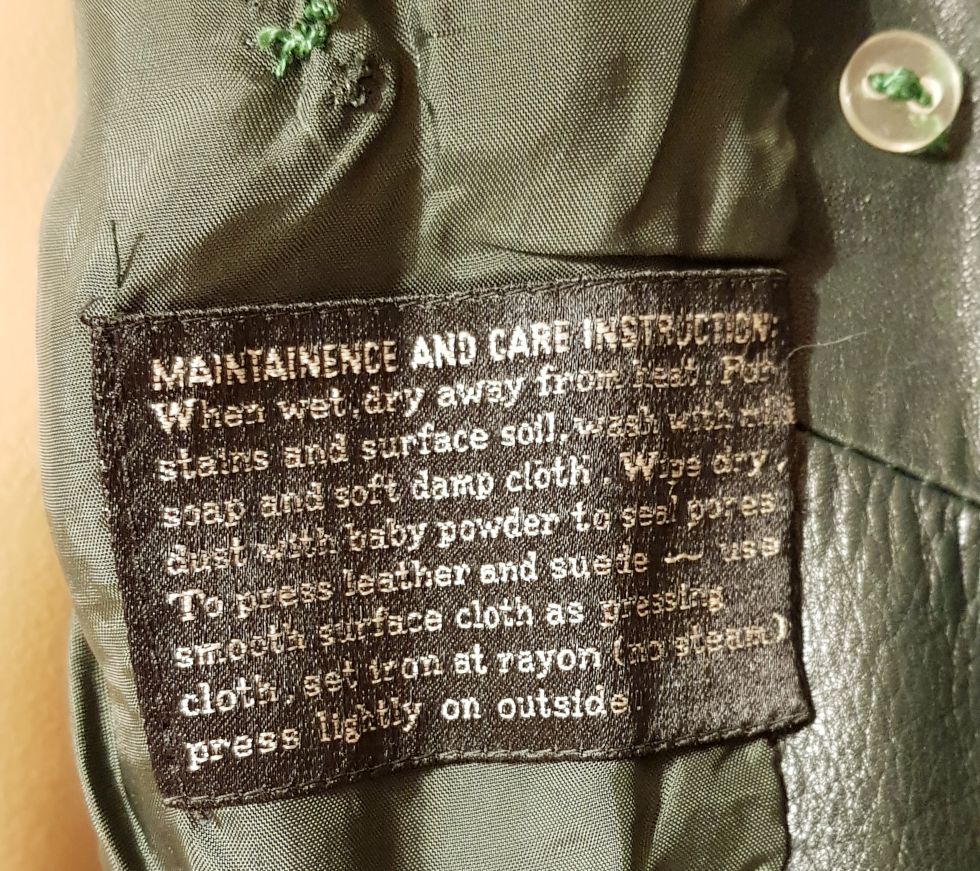 MAINTAINENCE AND CARE INSTRUCTION:
When wet, dry away from heat. For
stains and surface soil, wash with mild
soap and soft damp cloth. Wipe dry,
dust with baby powder to seal pores.
To press leather and suede — use
smooth surface cloth as pressing
cloth, set iron at rayon (no steam)
press lightly on outside.